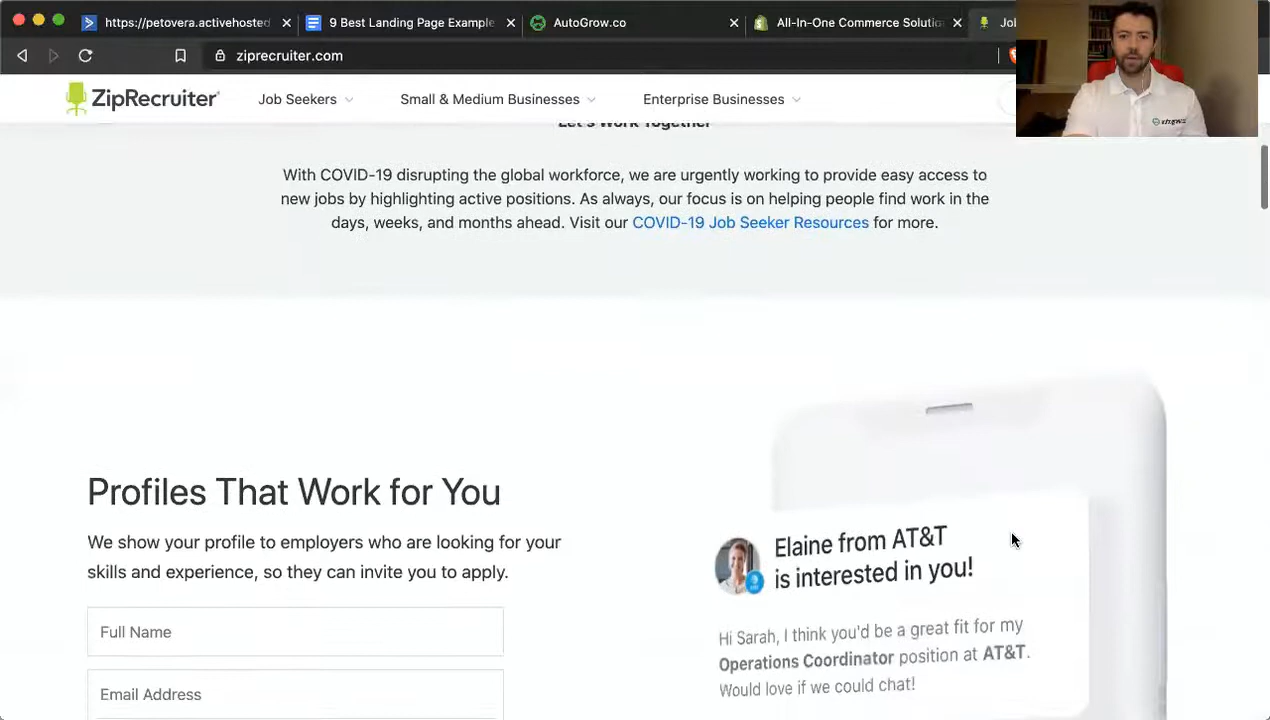 https://petovera.activehosted
9 Best Landing Page Example
AutoGrow.co
All-In-One Commerce Solutio
ziprecruiter.com
ZipRecruiter
Job Seekers
Small & Medium Businesses
Enterprise Businesses
Let's Work Together
With COVID-19 disrupting the global workforce, we are urgently working to provide easy access to
new jobs by highlighting active positions. As always, our focus is on helping people find work in the
days, weeks, and months ahead. Visit our COVID-19 Job Seeker Resources for more.
Profiles That Work for You
We show your profile to employers who are looking for your
skills and experience, so they can invite you to apply.
Full Name
Email Address
Elaine from AT&T
is interested in you!
Hi Sarah, I think you'd be a great fit for my
Operations Coordinator position at AT&T.
Would love if we could chat!